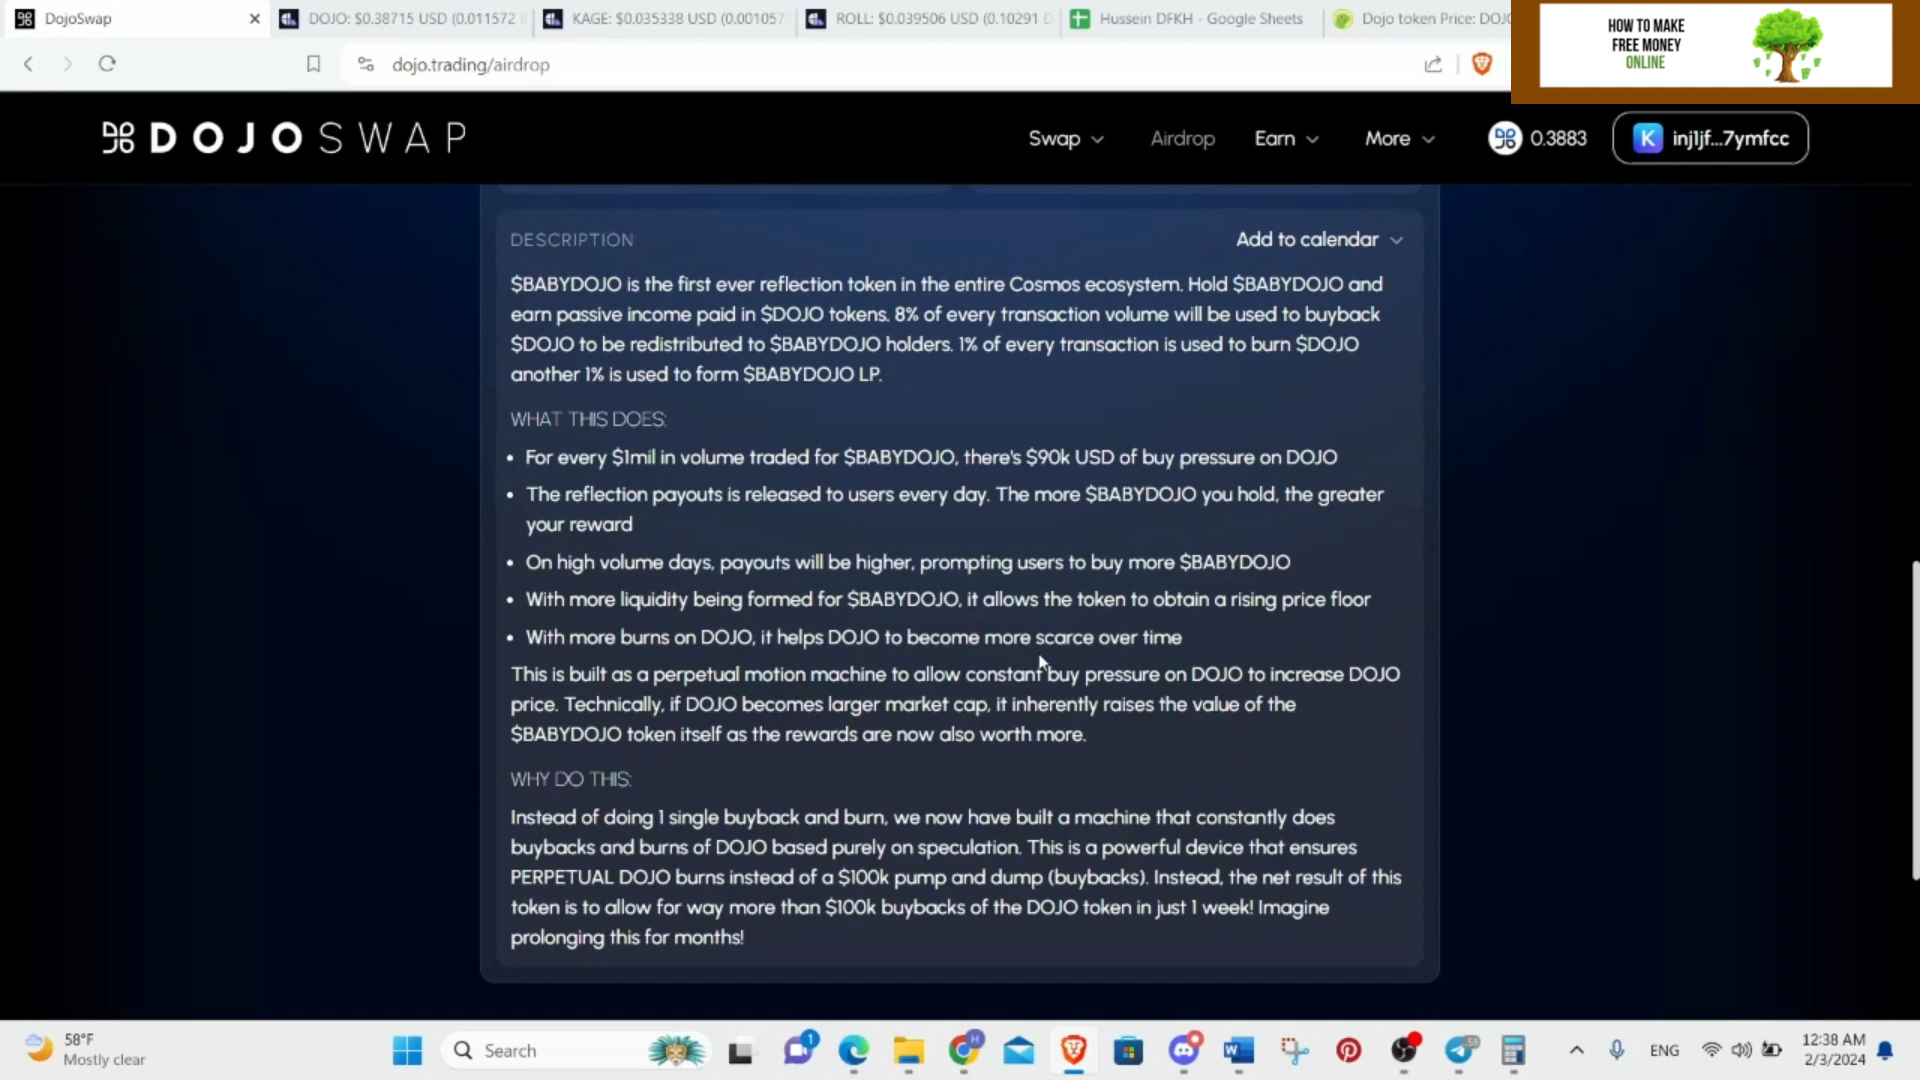 DojoSwap
DOJO: $0.38715 USD (0.011572 I
KAGE: $0.035338 USD (0.001057
ROLL: $0.039506 USD (0.10291 D
Hussein DFKH - Google Sheets
Dojo token Price: DOJO
HOW TO MAKE
FREE MONEY
ONLINE
dojo.trading/airdrop
DOJOSWAP
Swap
Airdrop
Earn
More
0.3883
K
inj1jf...7ymfcc
DESCRIPTION
Add to calendar
$BABYDOJO is the first ever reflection token in the entire Cosmos ecosystem. Hold $BABYDOJO and
earn passive income paid in $DOJO tokens. 8% of every transaction volume will be used to buyback
$DOJO to be redistributed to $BABYDOJO holders. 1% of every transaction is used to burn $DOJO
another 1% is used to form $BABYDOJO LP.
WHAT THIS DOES:
• For every $1mil in volume traded for $BABYDOJO, there's $90k USD of buy pressure on DOJO
• The reflection payouts is released to users every day. The more $BABYDOJO you hold, the greater
your reward
• On high volume days, payouts will be higher, prompting users to buy more $BABYDOJO
• With more liquidity being formed for $BABYDOJO, it allows the token to obtain a rising price floor
• With more burns on DOJO, it helps DOJO to become more scarce over time
This is built as a perpetual motion machine to allow constant buy pressure on DOJO to increase DOJO
price. Technically, if DOJO becomes larger market cap, it inherently raises the value of the
$BABYDOJO token itself as the rewards are now also worth more.
WHY DO THIS:
Instead of doing 1 single buyback and burn, we now have built a machine that constantly does
buybacks and burns of DOJO based purely on speculation. This is a powerful device that ensures
PERPETUAL DOJO burns instead of a $100k pump and dump (buybacks). Instead, the net result of this
token is to allow for way more than $100k buybacks of the DOJO token in just 1 week! Imagine
prolonging this for months!
58°F
Mostly clear
Search
1
H
W
ENG
12:38 AM
2/3/2024